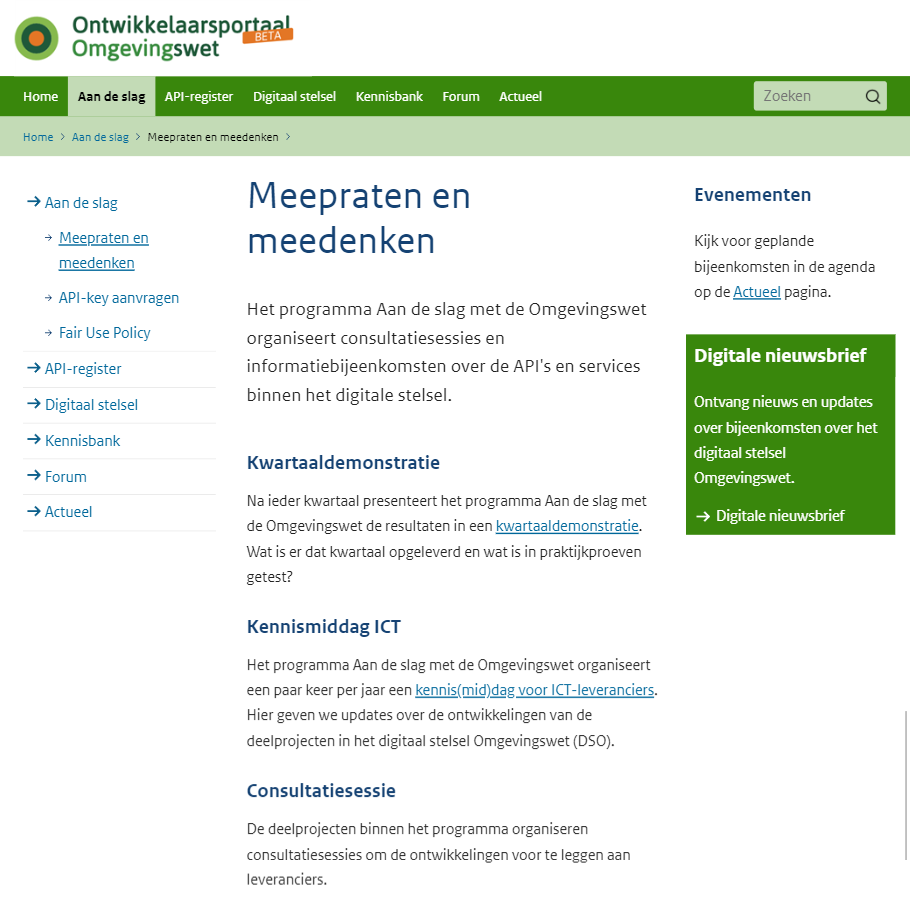 Ontwikkelaarsportaal
BETA
Omgevingswet
Home Aan de slag API-register Digitaal stelsel Kennisbank Forum Actueel Zoeken
Home > Aan de slag > Meepraten en meedenken >
→ Aan de slag
→ Meepraten en
meedenken
→ API-key aanvragen
→ Fair Use Policy
→ API-register
→ Digitaal stelsel
→ Kennisbank
→ Forum
→ Actueel
Meepraten en
meedenken
Het programma Aan de slag met de Omgevingswet
organiseert consultatiesessies en
informatiebijeenkomsten over de API's en services
binnen het digitale stelsel.
Kwartaaldemonstratie
Na ieder kwartaal presenteert het programma Aan de slag met
de Omgevingswet de resultaten in een kwartaaldemonstratie.
Wat is er dat kwartaal opgeleverd en wat is in praktijkproeven
getest?
Kennismiddag ICT
Het programma Aan de slag met de Omgevingswet organiseert
een paar keer per jaar een kennis(mid)dag voor ICT-leveranciers.
Hier geven we updates over de ontwikkelingen van de
deelprojecten in het digitaal stelsel Omgevingswet (DSO).
Consultatiesessie
De deelprojecten binnen het programma organiseren
consultatiesessies om de ontwikkelingen voor te leggen aan
leveranciers.
Evenementen
Kijk voor geplande
bijeenkomsten in de agenda
op de Actueel pagina.
Digitale nieuwsbrief
Ontvang nieuws en updates
over bijeenkomsten over het
digitaal stelsel
Omgevingswet.
→ Digitale nieuwsbrief